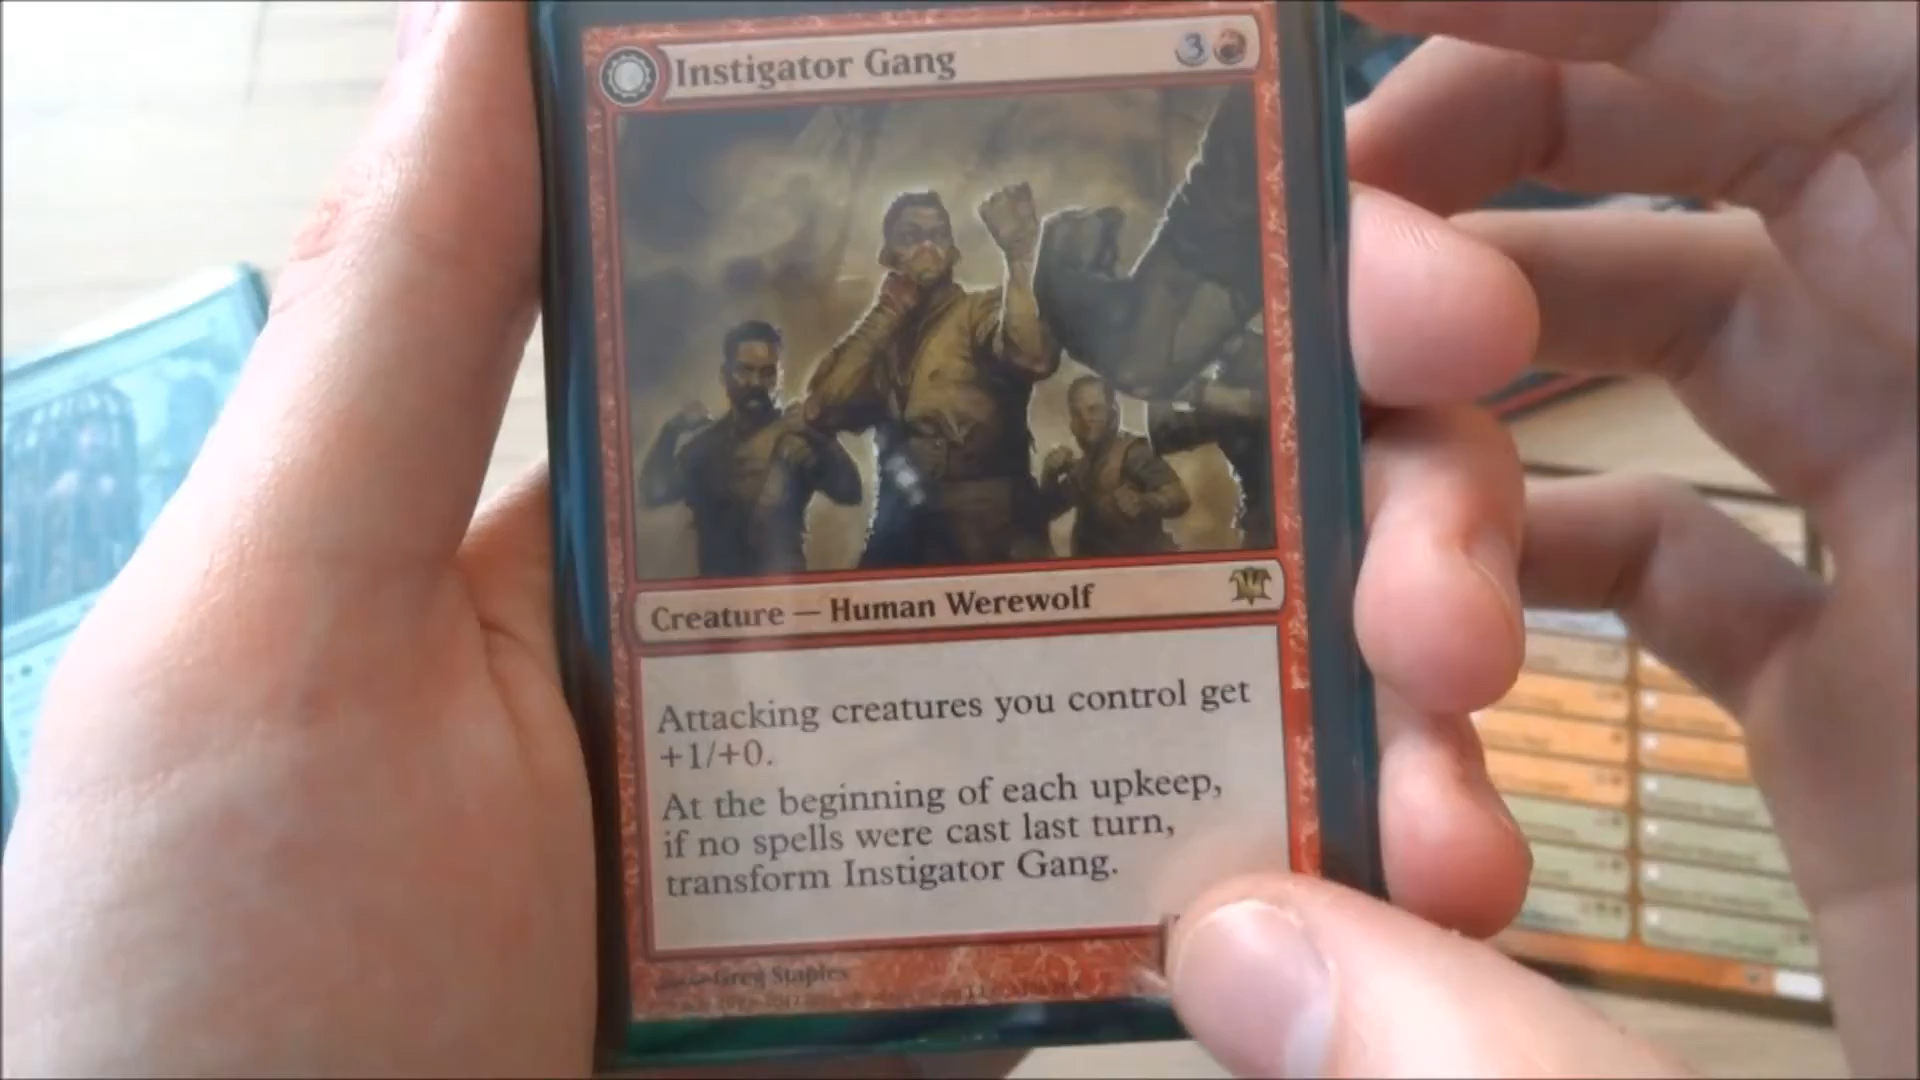 Instigator Gang 3
Creature — Human Werewolf
Attacking creatures you control get
+1/+0.
At the beginning of each upkeep,
if no spells were cast last turn,
transform Instigator Gang.
Greg Staples